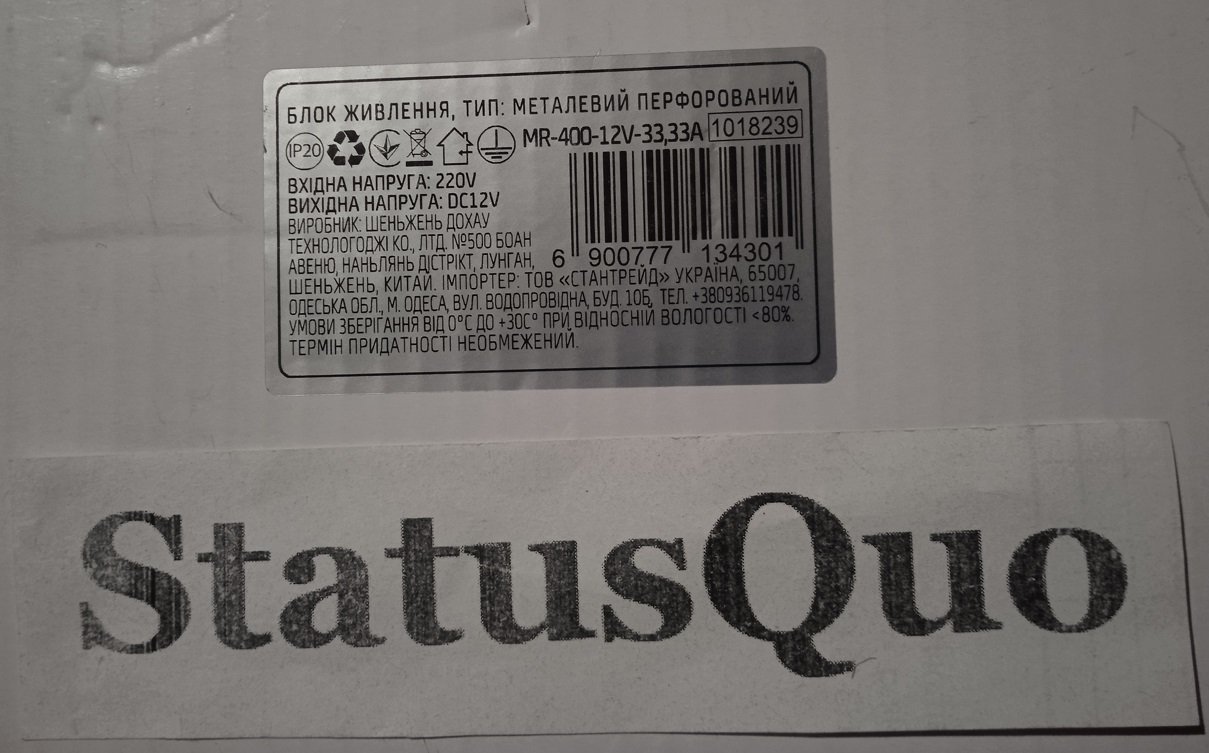 БЛОК ЖИВЛЕННЯ, ТИП: МЕТАЛЕВИЙ ПЕРФОРОВАНИЙ
IP20 MR-400-12V-33,33A 1018239
ВХІДНА НАПРУГА: 220V
ВИХІДНА НАПРУГА: DC12V
ВИРОБНИК: ШЕНЬЖЕНЬ ДОХАУ
ТЕХНОЛОГОДЖІ КО., ЛТД. №500 БОАН
АВЕНЮ, НАНЬЛЯНЬ ДІСТРІКТ, ЛУНГАН,
6 900777 134301
ШЕНЬЖЕНЬ, КИТАЙ. ІМПОРТЕР: ТОВ «СТАНТРЕЙД» УКРАЇНА, 65007,
ОДЕСЬКА ОБЛ., М. ОДЕСА, ВУЛ. ВОДОПРОВІДНА, БУД. 10Б, ТЕЛ. +380936119478.
УМОВИ ЗБЕРІГАННЯ ВІД 0°С ДО +30С° ПРИ ВІДНОСНІЙ ВОЛОГОСТІ <80%.
ТЕРМІН ПРИДАТНОСТІ НЕОБМЕЖЕНИЙ.
StatusQuo